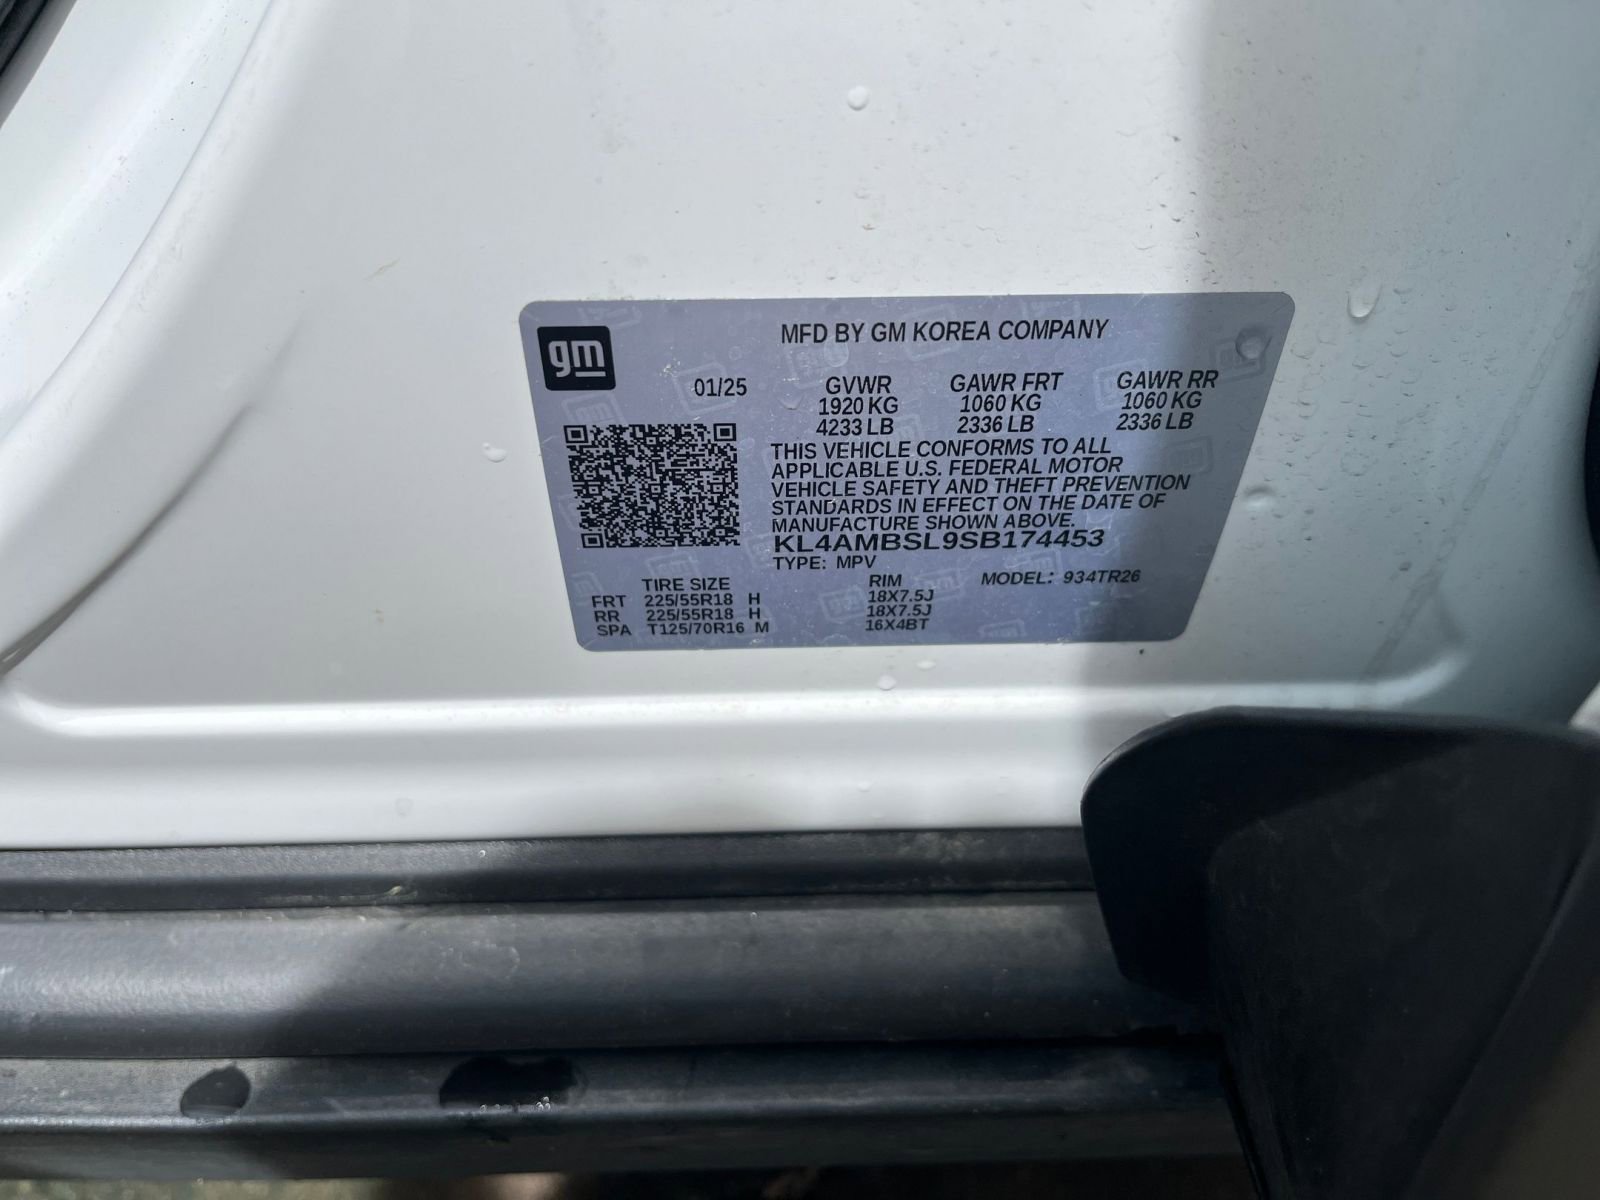 gm
MFD BY GM KOREA COMPANY
01/25 GVWR GAWR FRT GAWR RR
1920 KG 1060 KG 1060 KG
4233 LB 2336 LB 2336 LB
THIS VEHICLE CONFORMS TO ALL
APPLICABLE U.S. FEDERAL MOTOR
VEHICLE SAFETY AND THEFT PREVENTION
STANDARDS IN EFFECT ON THE DATE OF
MANUFACTURE SHOWN ABOVE.
KL4AMBSL9SB174453
TYPE: MPV
TIRE SIZE RIM MODEL: 934TR26
FRT 225/55R18 H 18X7.5J
RR 225/55R18 H 18X7.5J
SPA T125/70R16 M 16X4BT